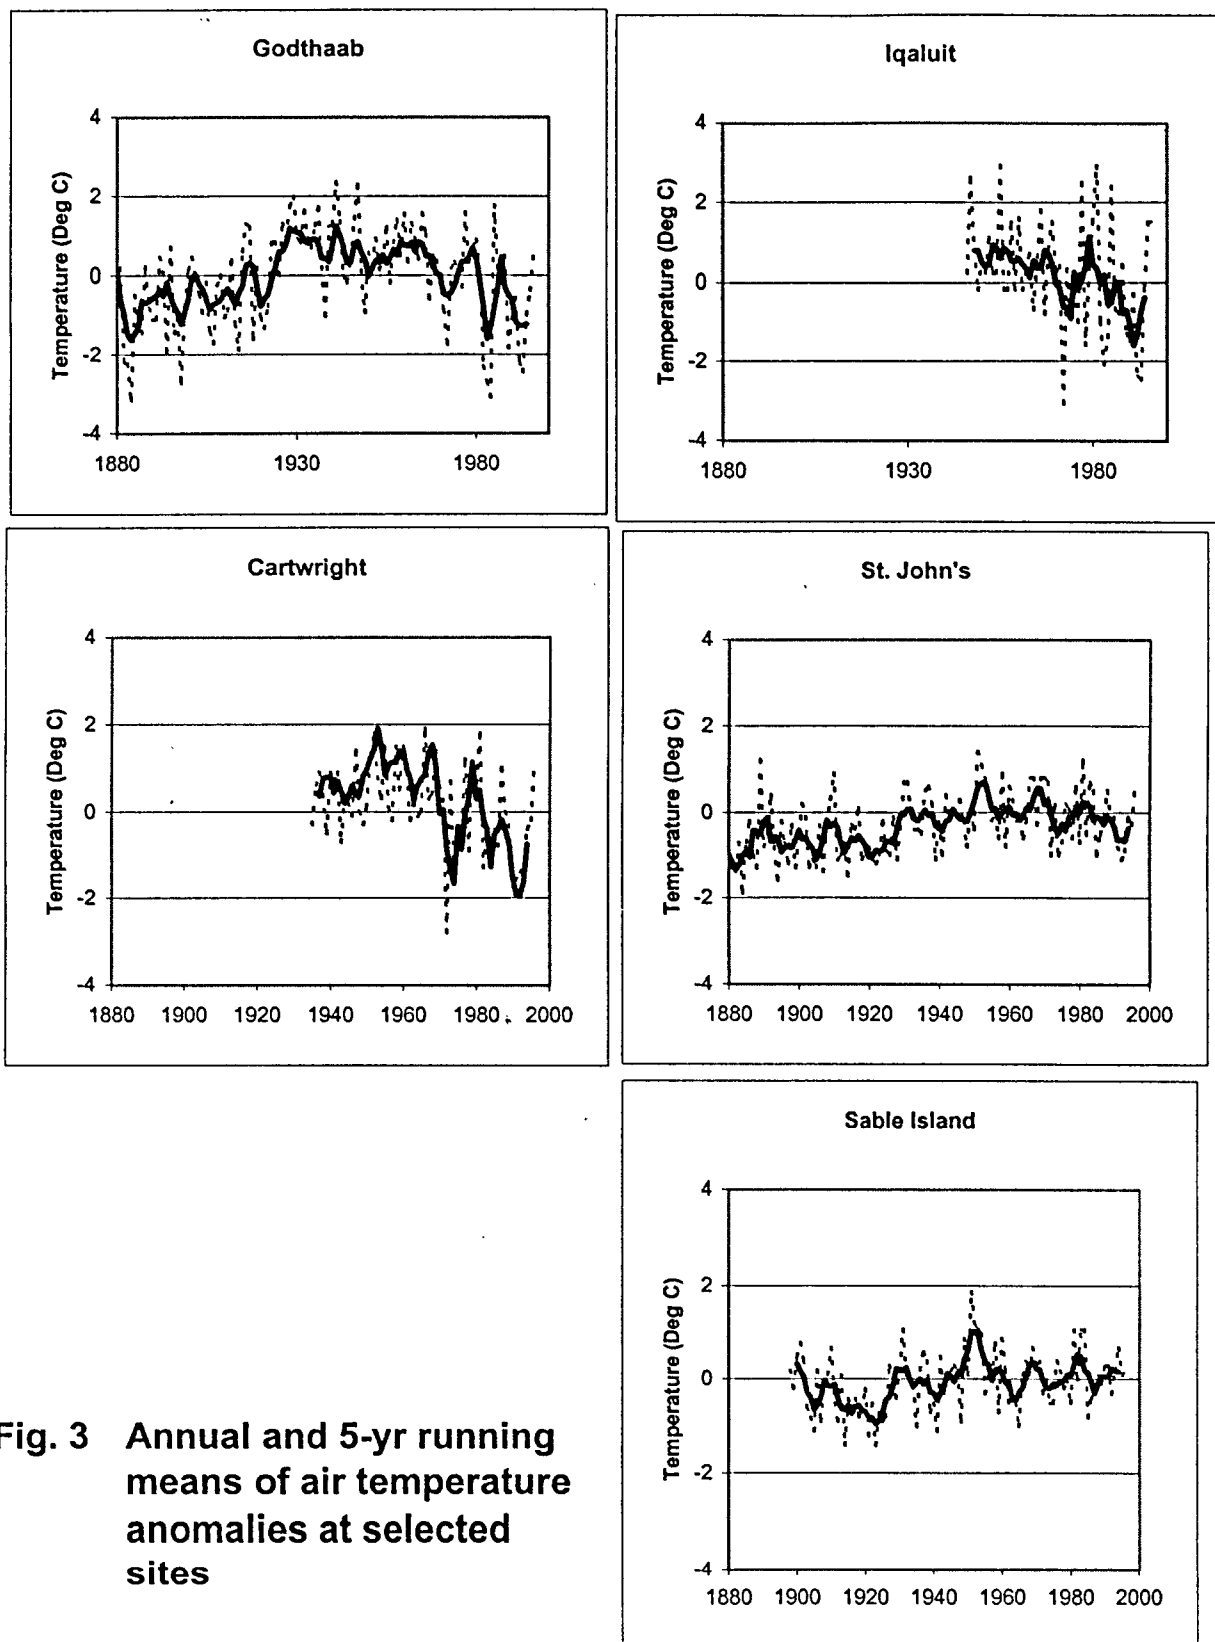 Godthaab
Temperature (Deg C)
4
2
0
-2
-4
1880 1930 1980
Iqaluit
Temperature (Deg C)
4
2
0
-2
-4
1880 1930 1980
Cartwright
Temperature (Deg C)
4
2
0
-2
-4
1880 1900 1920 1940 1960 1980 2000
St. John's
Temperature (Deg C)
4
2
0
-2
-4
1880 1900 1920 1940 1960 1980 2000
Sable Island
Temperature (Deg C)
4
2
0
-2
-4
1880 1900 1920 1940 1960 1980 2000
Fig. 3 Annual and 5-yr running
means of air temperature
anomalies at selected
sites